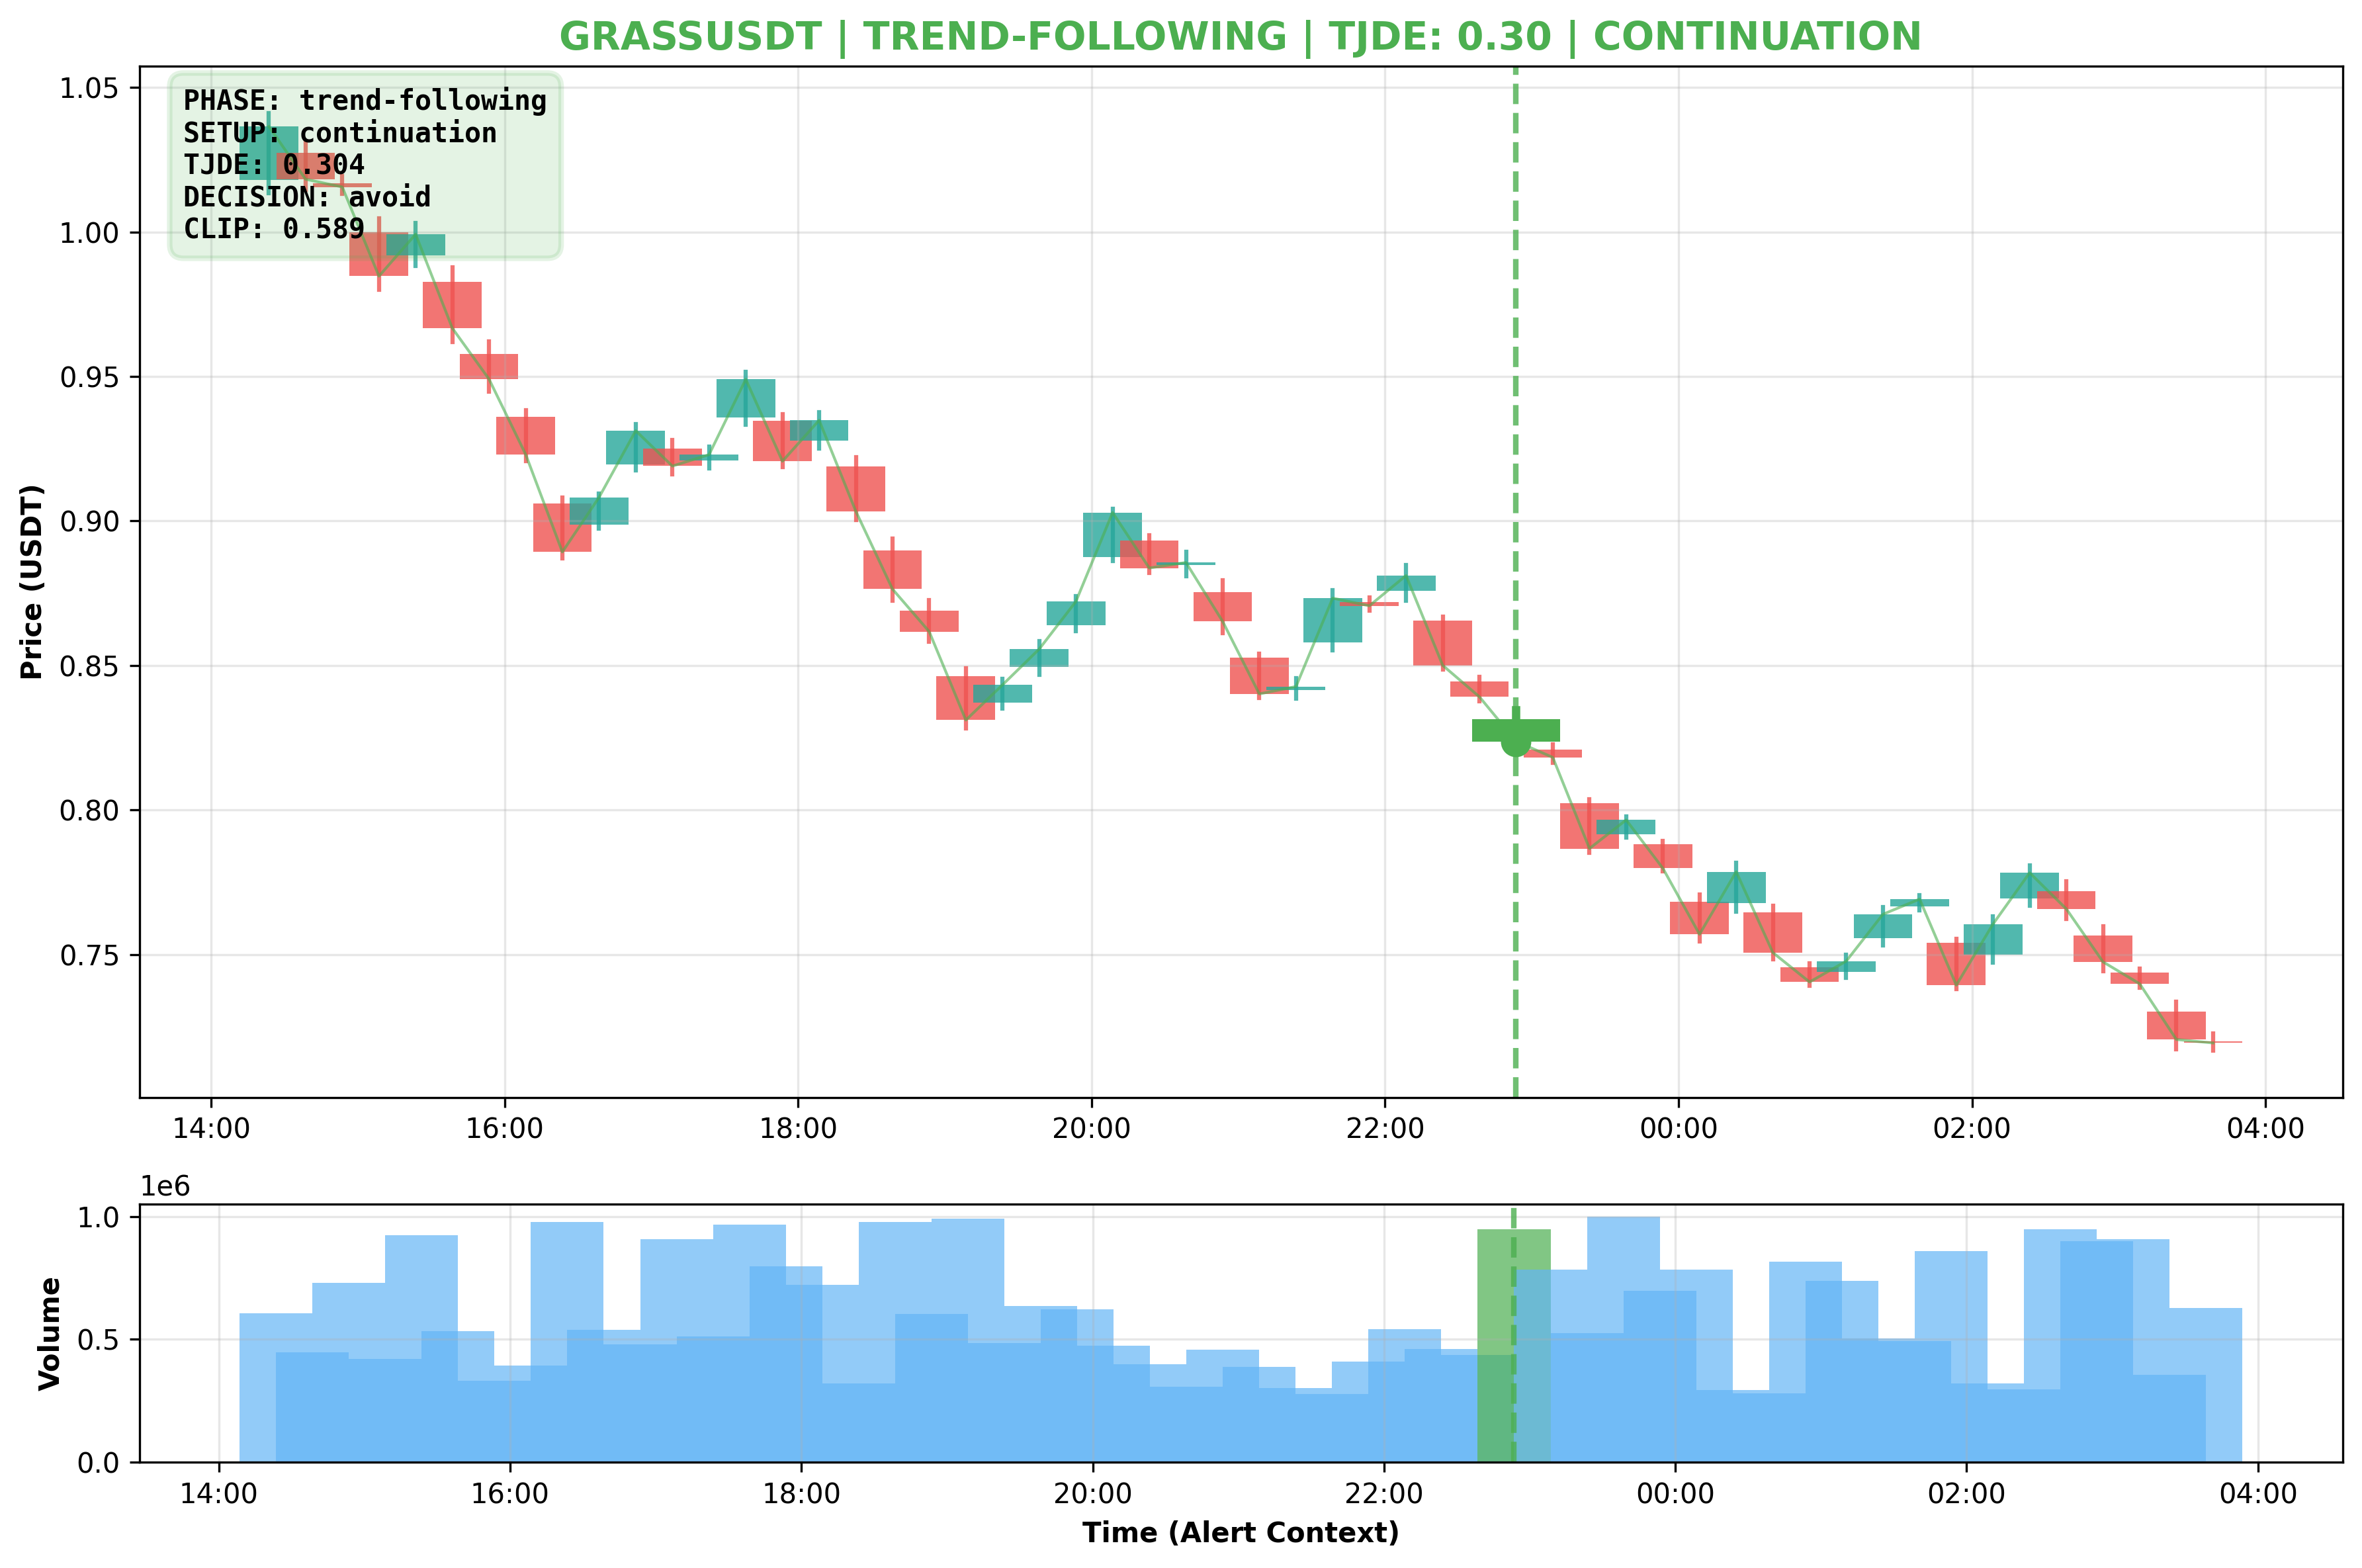 GRASSUSDT | TREND-FOLLOWING | TJDE: 0.30 | CONTINUATION
PHASE: trend-following
SETUP: continuation
TJDE: 0.304
DECISION: avoid
CLIP: 0.589
Price (USDT)
1.05
1.00
0.95
0.90
0.85
0.80
0.75
14:00 16:00 18:00 20:00 22:00 00:00 02:00 04:00
1e6
Volume
1.0
0.5
0.0
14:00 16:00 18:00 20:00 22:00 00:00 02:00 04:00
Time (Alert Context)